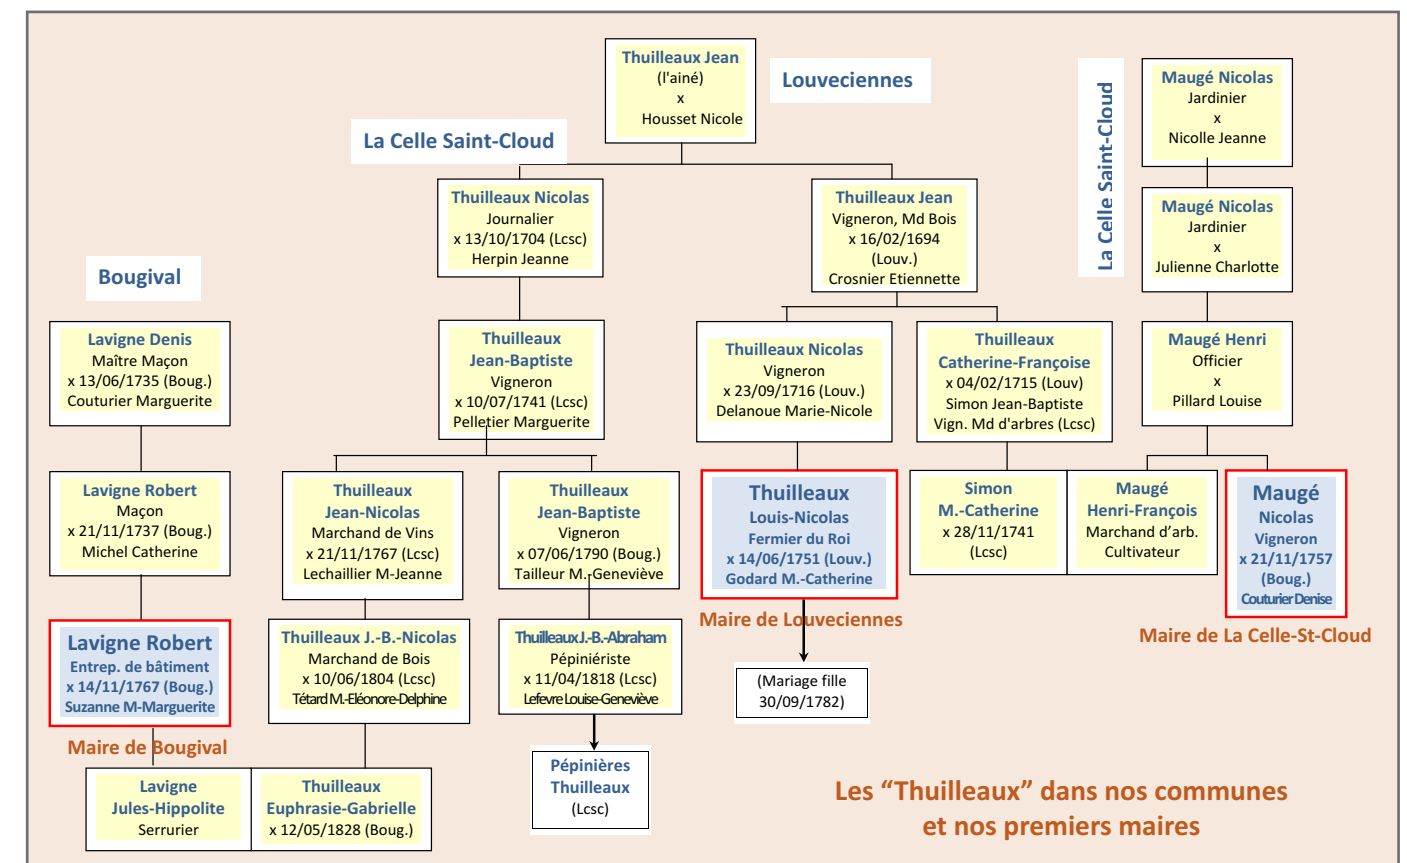 Thuilleaux Jean
(l'ainé)
x
Housset Nicole
Louveciennes
La Celle Saint-Cloud
Thuilleaux Nicolas
Journalier
x 13/10/1704 (Lcsc)
Herpin Jeanne
Thuilleaux Jean
Vigneron, Md Bois
x 16/02/1694
(Louv.)
Crosnier Etiennette
La Celle Saint-Cloud
Maugé Nicolas
Jardinier
x
Nicolle Jeanne
Maugé Nicolas
Jardinier
x
Julienne Charlotte
Bougival
Lavigne Denis
Maître Maçon
x 13/06/1735 (Boug.)
Couturier Marguerite
Thuilleaux
Jean-Baptiste
Vigneron
x 10/07/1741 (Lcsc)
Pelletier Marguerite
Thuilleaux Nicolas
Vigneron
x 23/09/1716 (Louv.)
Delanoue Marie-Nicole
Thuilleaux
Catherine-Françoise
x 04/02/1715 (Louv)
Simon Jean-Baptiste
Vign. Md d'arbres (Lcsc)
Maugé Henri
Officier
x
Pillard Louise
Lavigne Robert
Maçon
x 21/11/1737 (Boug.)
Michel Catherine
Thuilleaux
Jean-Nicolas
Marchand de Vins
x 21/11/1767 (Lcsc)
Lechaillier M-Jeanne
Thuilleaux
Jean-Baptiste
Vigneron
x 07/06/1790 (Boug.)
Tailleur M.-Geneviève
Thuilleaux
Louis-Nicolas
Fermier du Roi
x 14/06/1751 (Louv.)
Godard M.-Catherine
Maire de Louveciennes
Simon
M.-Catherine
x 28/11/1741
(Lcsc)
Maugé
Henri-François
Marchand d’arb.
Cultivateur
Maugé
Nicolas
Vigneron
x 21/11/1757
(Boug.)
Couturier Denise
Maire de La Celle-St-Cloud
Lavigne Robert
Entrep. de bâtiment
x 14/11/1767 (Boug.)
Suzanne M-Marguerite
Maire de Bougival
Thuilleaux J.-B.-Nicolas
Marchand de Bois
x 10/06/1804 (Lcsc)
Tétard M.-Eléonore-Delphine
Thuilleaux J.-B.-Abraham
Pépiniériste
x 11/04/1818 (Lcsc)
Lefevre Louise-Geneviève
(Mariage fille
30/09/1782)
Lavigne
Jules-Hippolite
Serrurier
Thuilleaux
Euphrasie-Gabrielle
x 12/05/1828 (Boug.)
Pépinières
Thuilleaux
(Lcsc)
Les “Thuilleaux” dans nos communes
et nos premiers maires